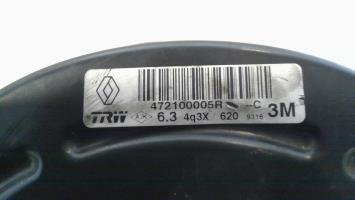 472100005R --C
TRW 6.3 4q3X 620 9316 3M